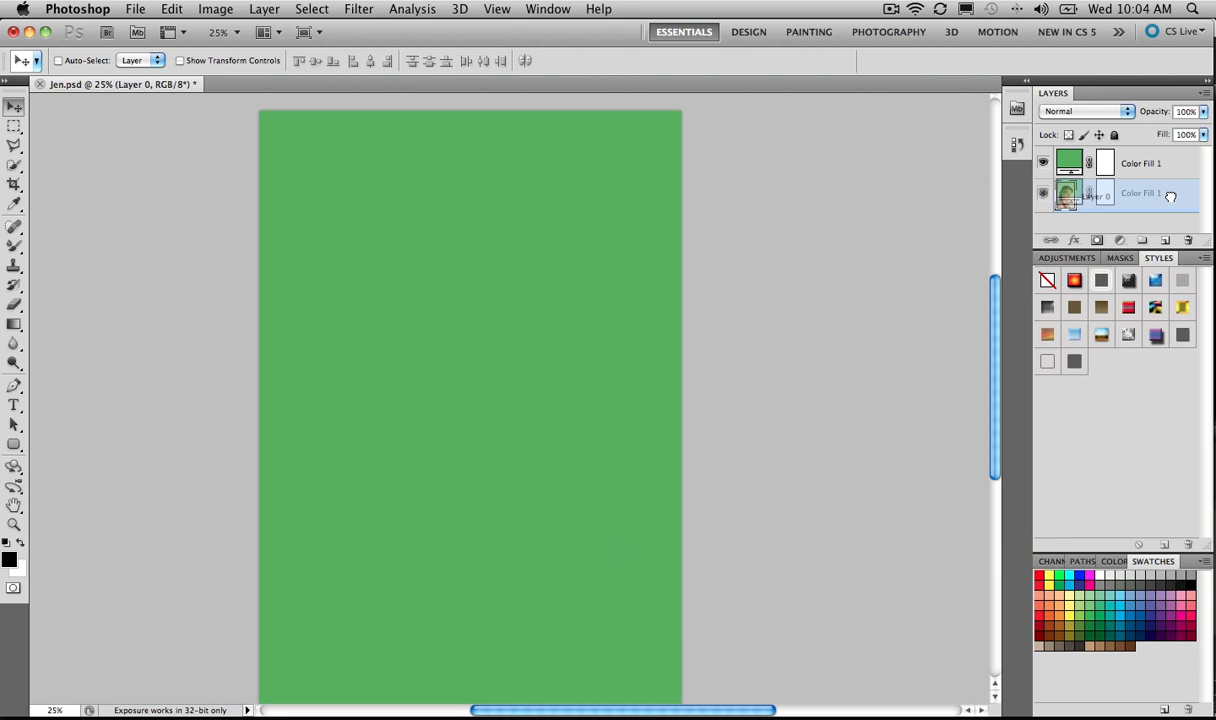 Photoshop File Edit Image Layer Select Filter Analysis 3D View Window Help Wed 10:04 AM
Ps Br Mb 25% ESSENTIALS DESIGN PAINTING PHOTOGRAPHY 3D MOTION NEW IN CS 5 CS Live
Auto-Select: Layer Show Transform Controls
Jen.psd @ 25% (Layer 0, RGB/8*) *
LAYERS
Mb
Normal Opacity: 100%
Lock: Fill: 100%
Color Fill 1
Color Fill 1
Layer 0
fx
ADJUSTMENTS MASKS STYLES
T
CHANN PATHS COLOR SWATCHES
25% Exposure works in 32-bit only